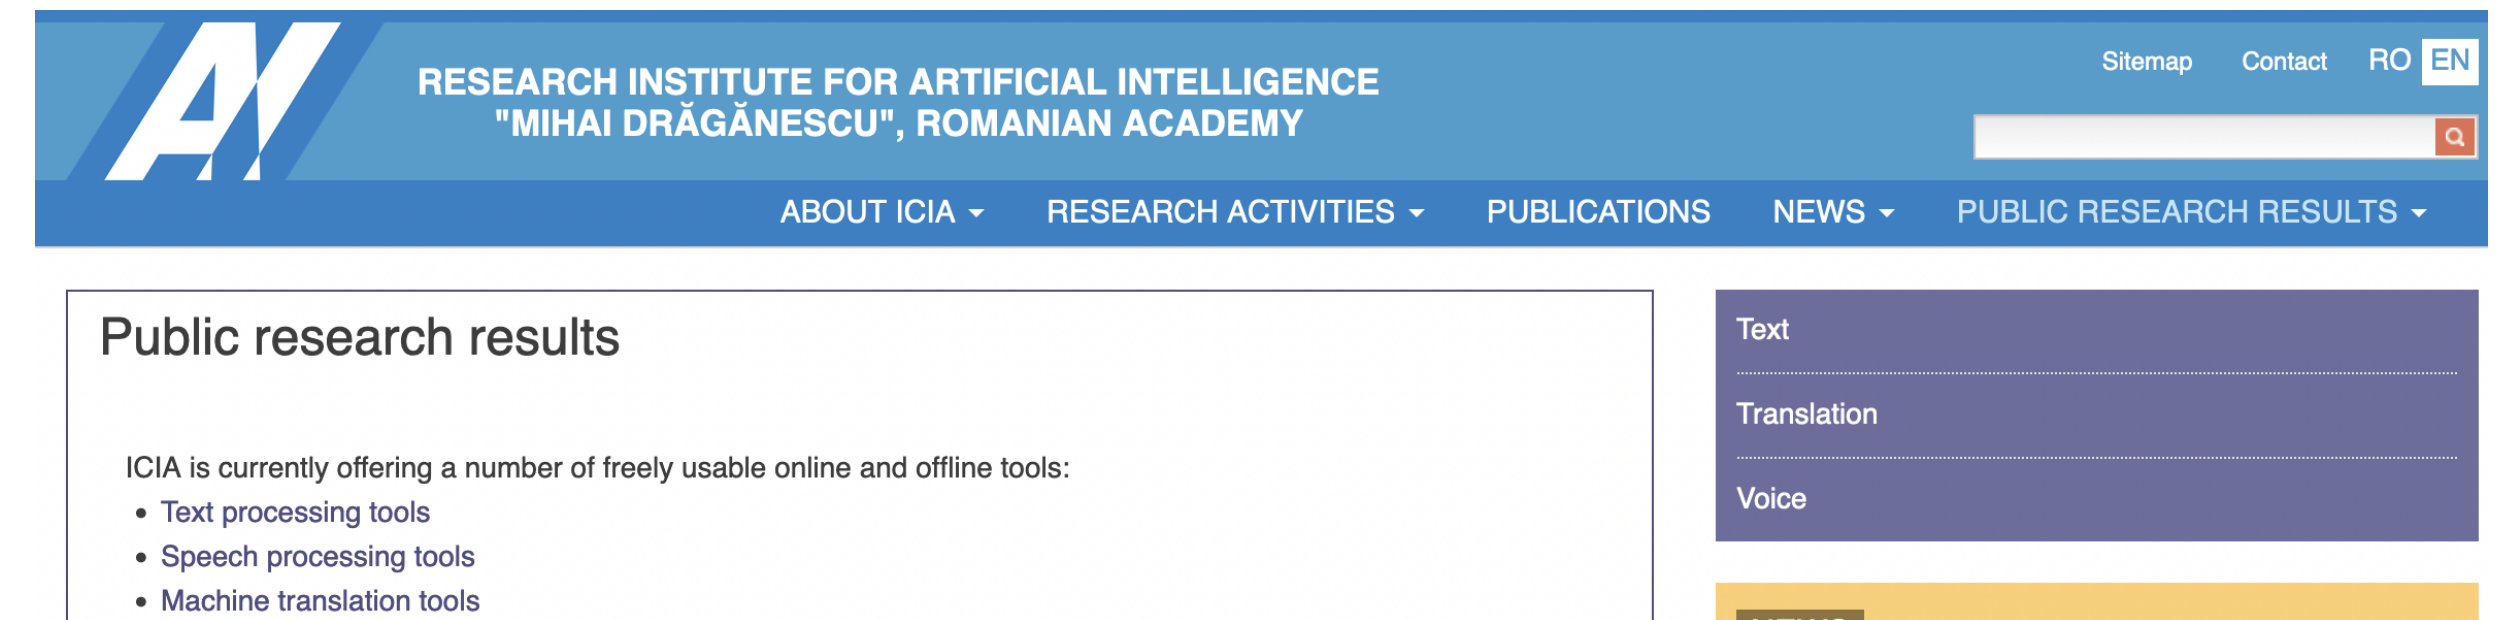 AI
RESEARCH INSTITUTE FOR ARTIFICIAL INTELLIGENCE
"MIHAI DRĂGĂNESCU", ROMANIAN ACADEMY
Sitemap Contact RO EN
ABOUT ICIA RESEARCH ACTIVITIES PUBLICATIONS NEWS PUBLIC RESEARCH RESULTS
Public research results
ICIA is currently offering a number of freely usable online and offline tools:
• Text processing tools
• Speech processing tools
• Machine translation tools
Text
Translation
Voice